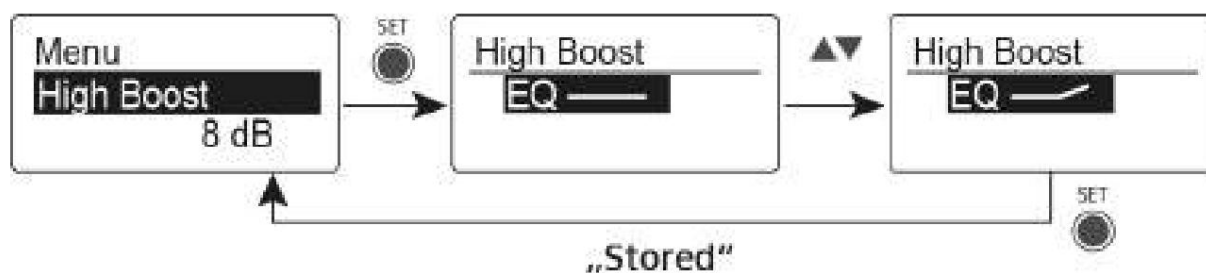 Menu
High Boost
8 dB
SET
High Boost
EQ
High Boost
EQ
SET
„Stored“